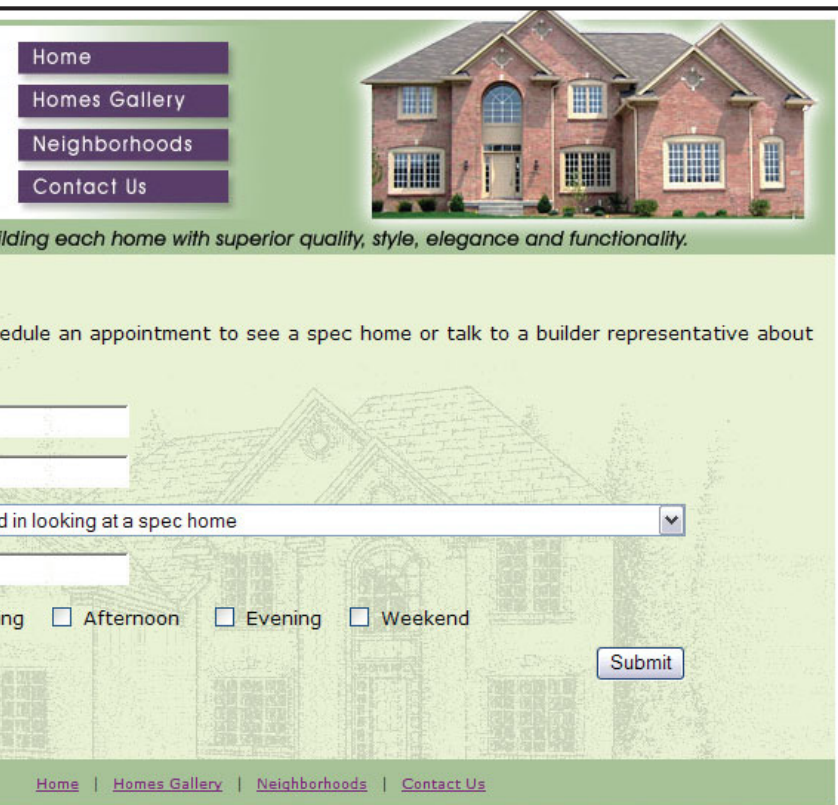 Home
Homes Gallery
Neighborhoods
Contact Us
ilding each home with superior quality, style, elegance and functionality.
edule an appointment to see a spec home or talk to a builder representative about
d in looking at a spec home
ng Afternoon Evening Weekend
Submit
Home | Homes Gallery | Neighborhoods | Contact Us